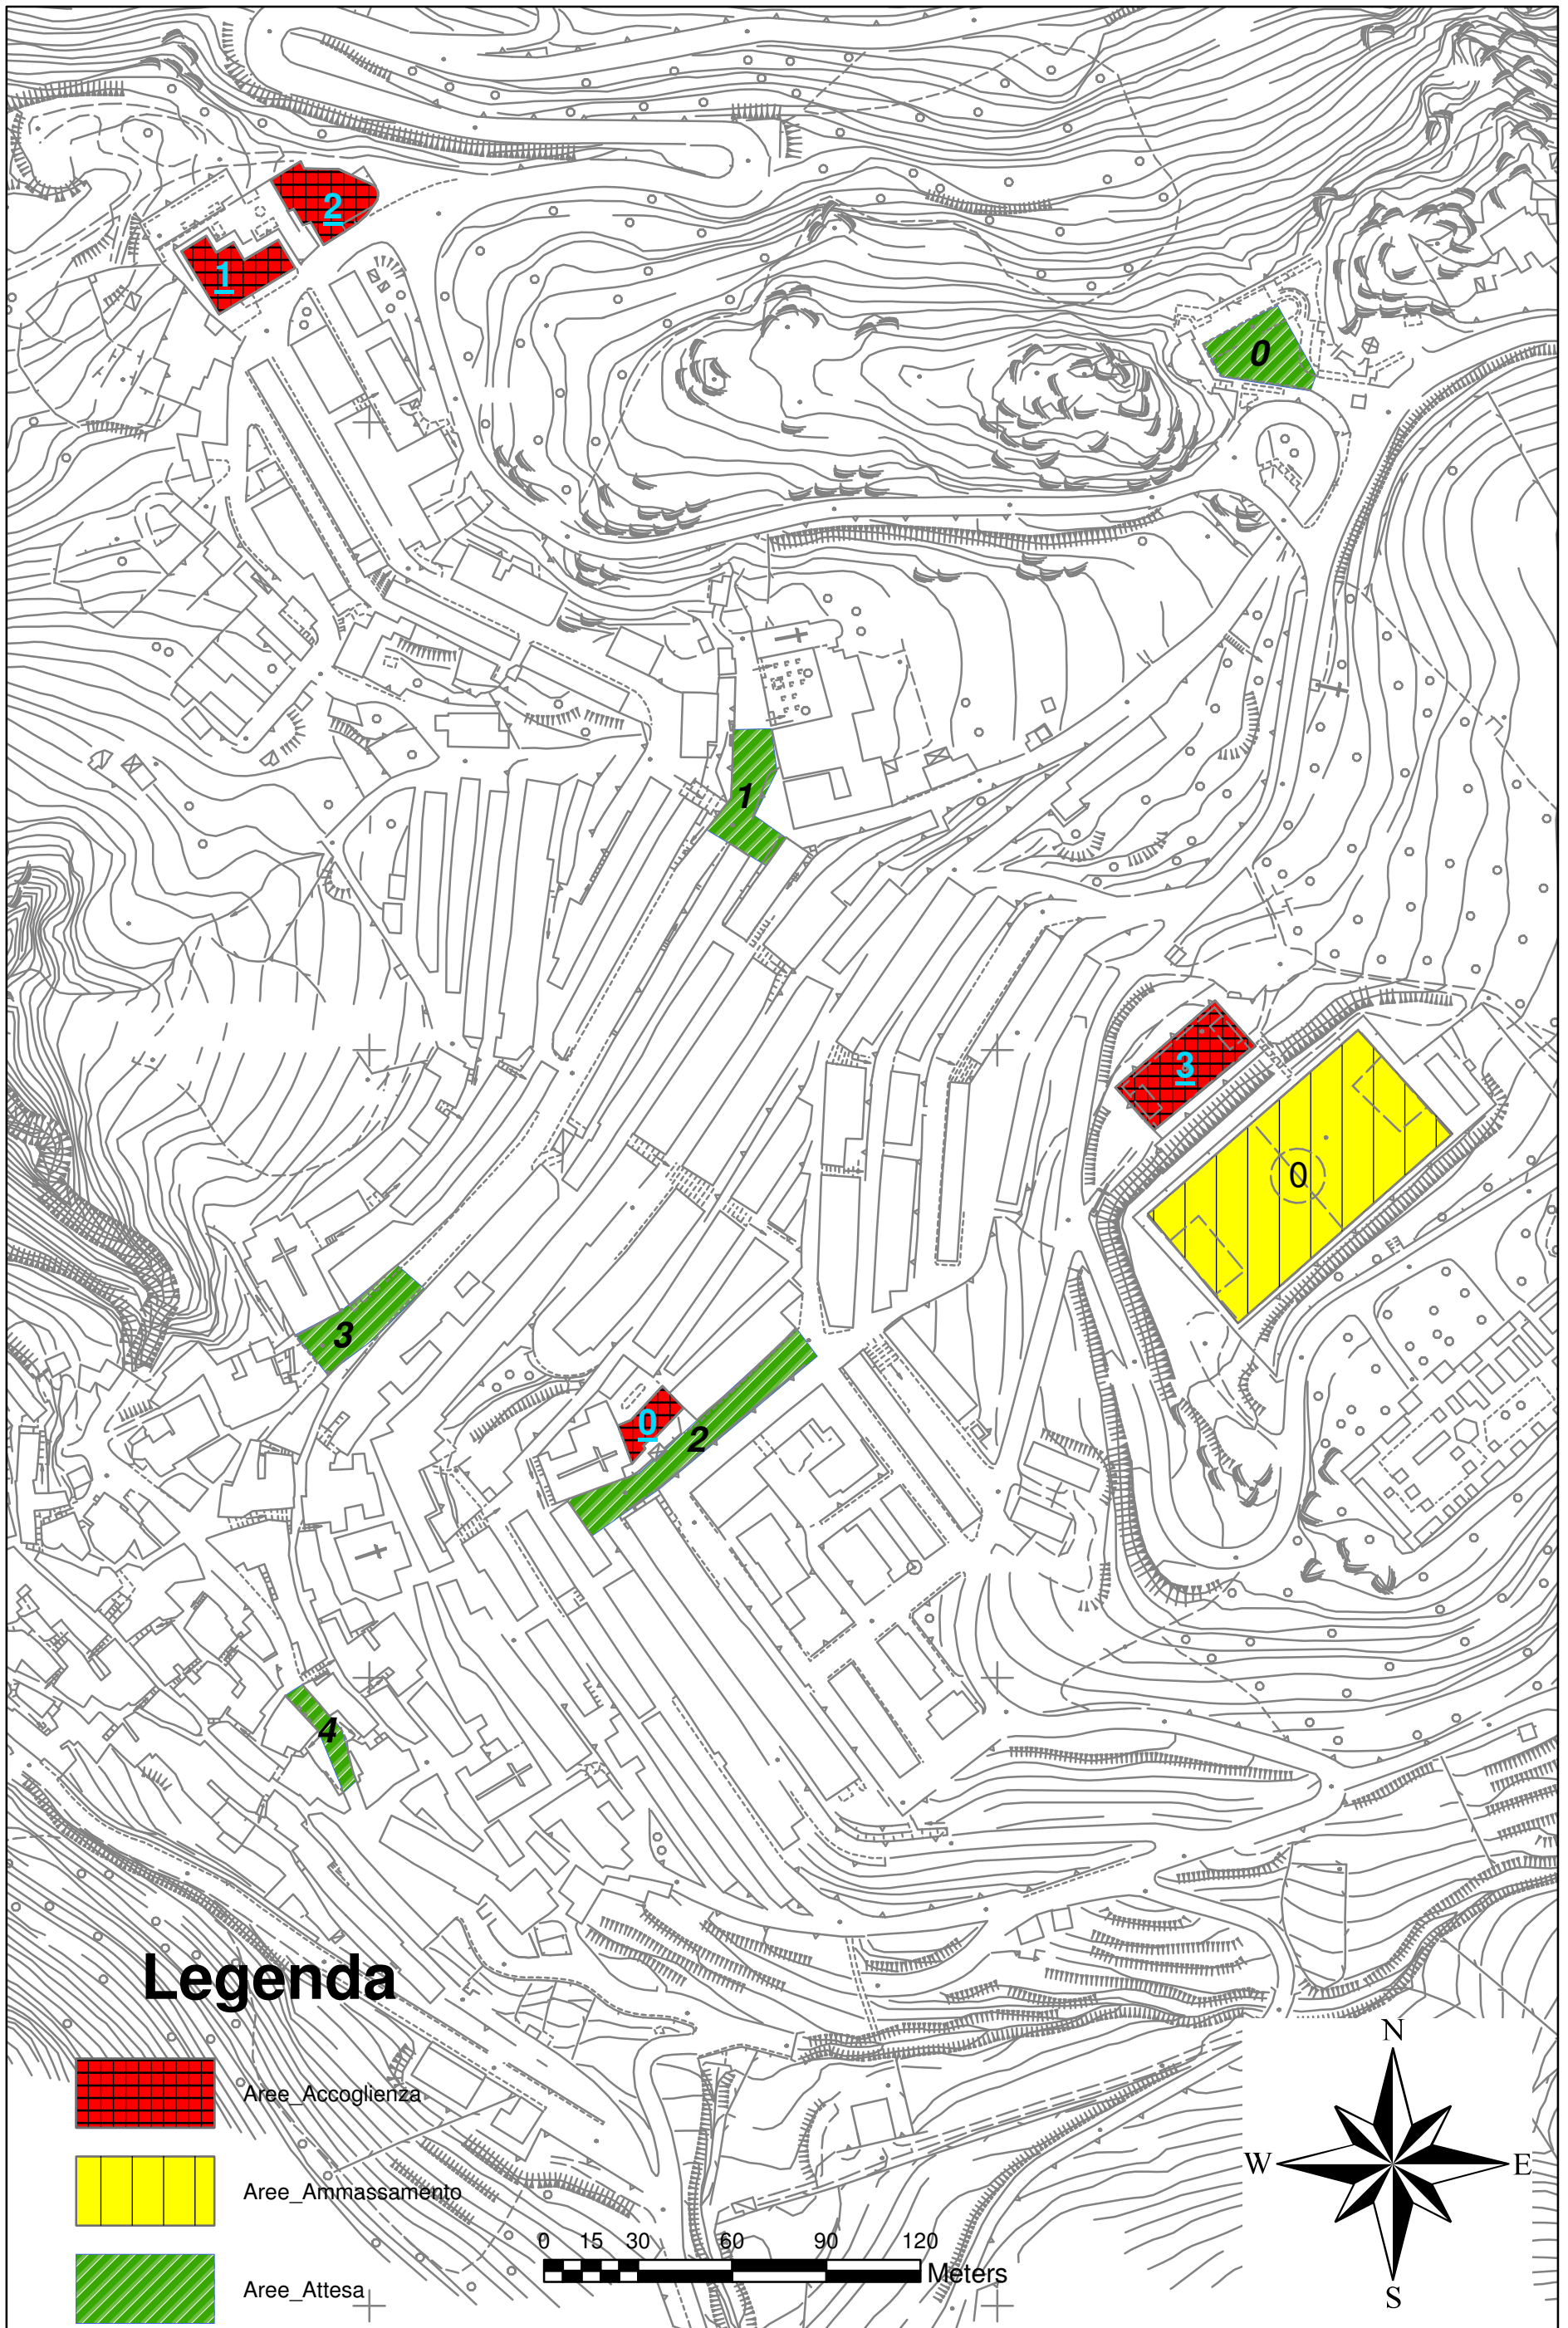 2
1
0
1
3
0
3
0
2
4
Legenda
Aree_Accoglienza
Aree_Ammassamento
Aree_Attesa
0 15 30 60 90 120
Meters
N
W E
S